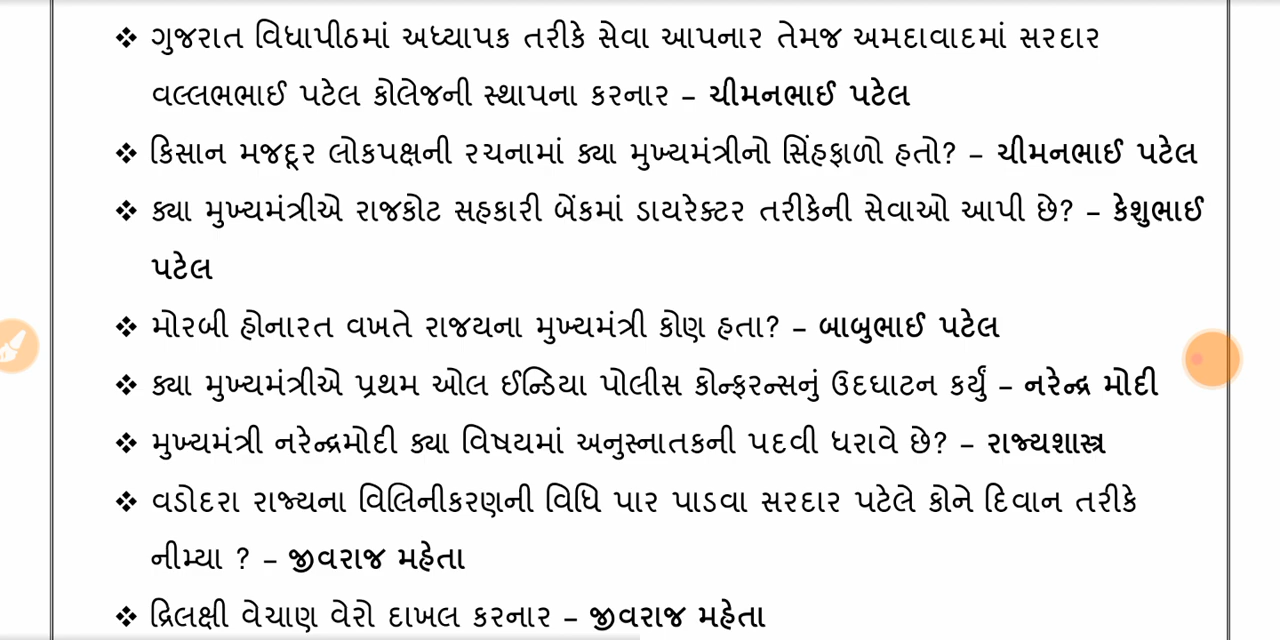 ❖ ગુજરાત વિધાપીઠમાં અધ્યાપક તરીકે સેવા આપનાર તેમજ અમદાવાદમાં સરદાર
વલ્લભભાઈ પટેલ કોલેજની સ્થાપના કરનાર – ચીમનભાઈ પટેલ
❖ કિસાન મજદૂર લોકપક્ષની રચનામાં ક્યા મુખ્યમંત્રીનો સિંહફાળો હતો? – ચીમનભાઈ પટેલ
❖ ક્યા મુખ્યમંત્રીએ રાજકોટ સહકારી બેંકમાં ડાયરેક્ટર તરીકેની સેવાઓ આપી છે? – કેશુભાઈ
પટેલ
❖ મોરબી હોનારત વખતે રાજયના મુખ્યમંત્રી કોણ હતા? – બાબુભાઈ પટેલ
❖ ક્યા મુખ્યમંત્રીએ પ્રથમ ઓલ ઈન્ડિયા પોલીસ કોન્ફરન્સનું ઉદઘાટન કર્યું – નરેન્દ્ર મોદી
❖ મુખ્યમંત્રી નરેન્દ્રમોદી ક્યા વિષયમાં અનુસ્નાતકની પદવી ધરાવે છે? – રાજ્યશાસ્ત્ર
❖ વડોદરા રાજ્યના વિલિનીકરણની વિધિ પાર પાડવા સરદાર પટેલે કોને દિવાન તરીકે
નીમ્યા ? – જીવરાજ મહેતા
❖ દ્રિલક્ષી વેચાણ વેરો દાખલ કરનાર – જીવરાજ મહેતા